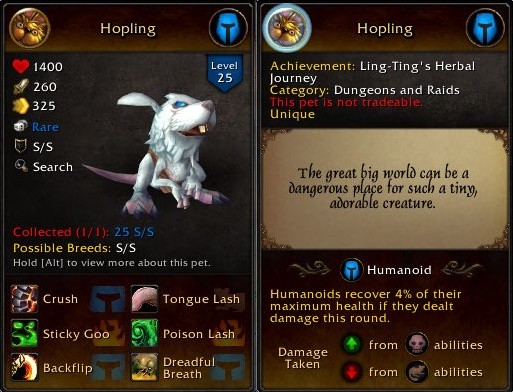 Hopling
Level
25
1400
260
325
Rare
S/S
Search
Collected (1/1): 25 S/S
Possible Breeds: S/S
Hold [Alt] to view more about this pet.
Crush
Tongue Lash
Sticky Goo
Poison Lash
Backflip
Dreadful
Breath
Hopling
Achievement: Ling-Ting's Herbal
Journey
Category: Dungeons and Raids
This pet is not tradeable.
Unique
The great big world can be a
dangerous place for such a tiny,
adorable creature.
Humanoid
Humanoids recover 4% of their
maximum health if they dealt
damage this round.
Damage
Taken
from abilities
from abilities